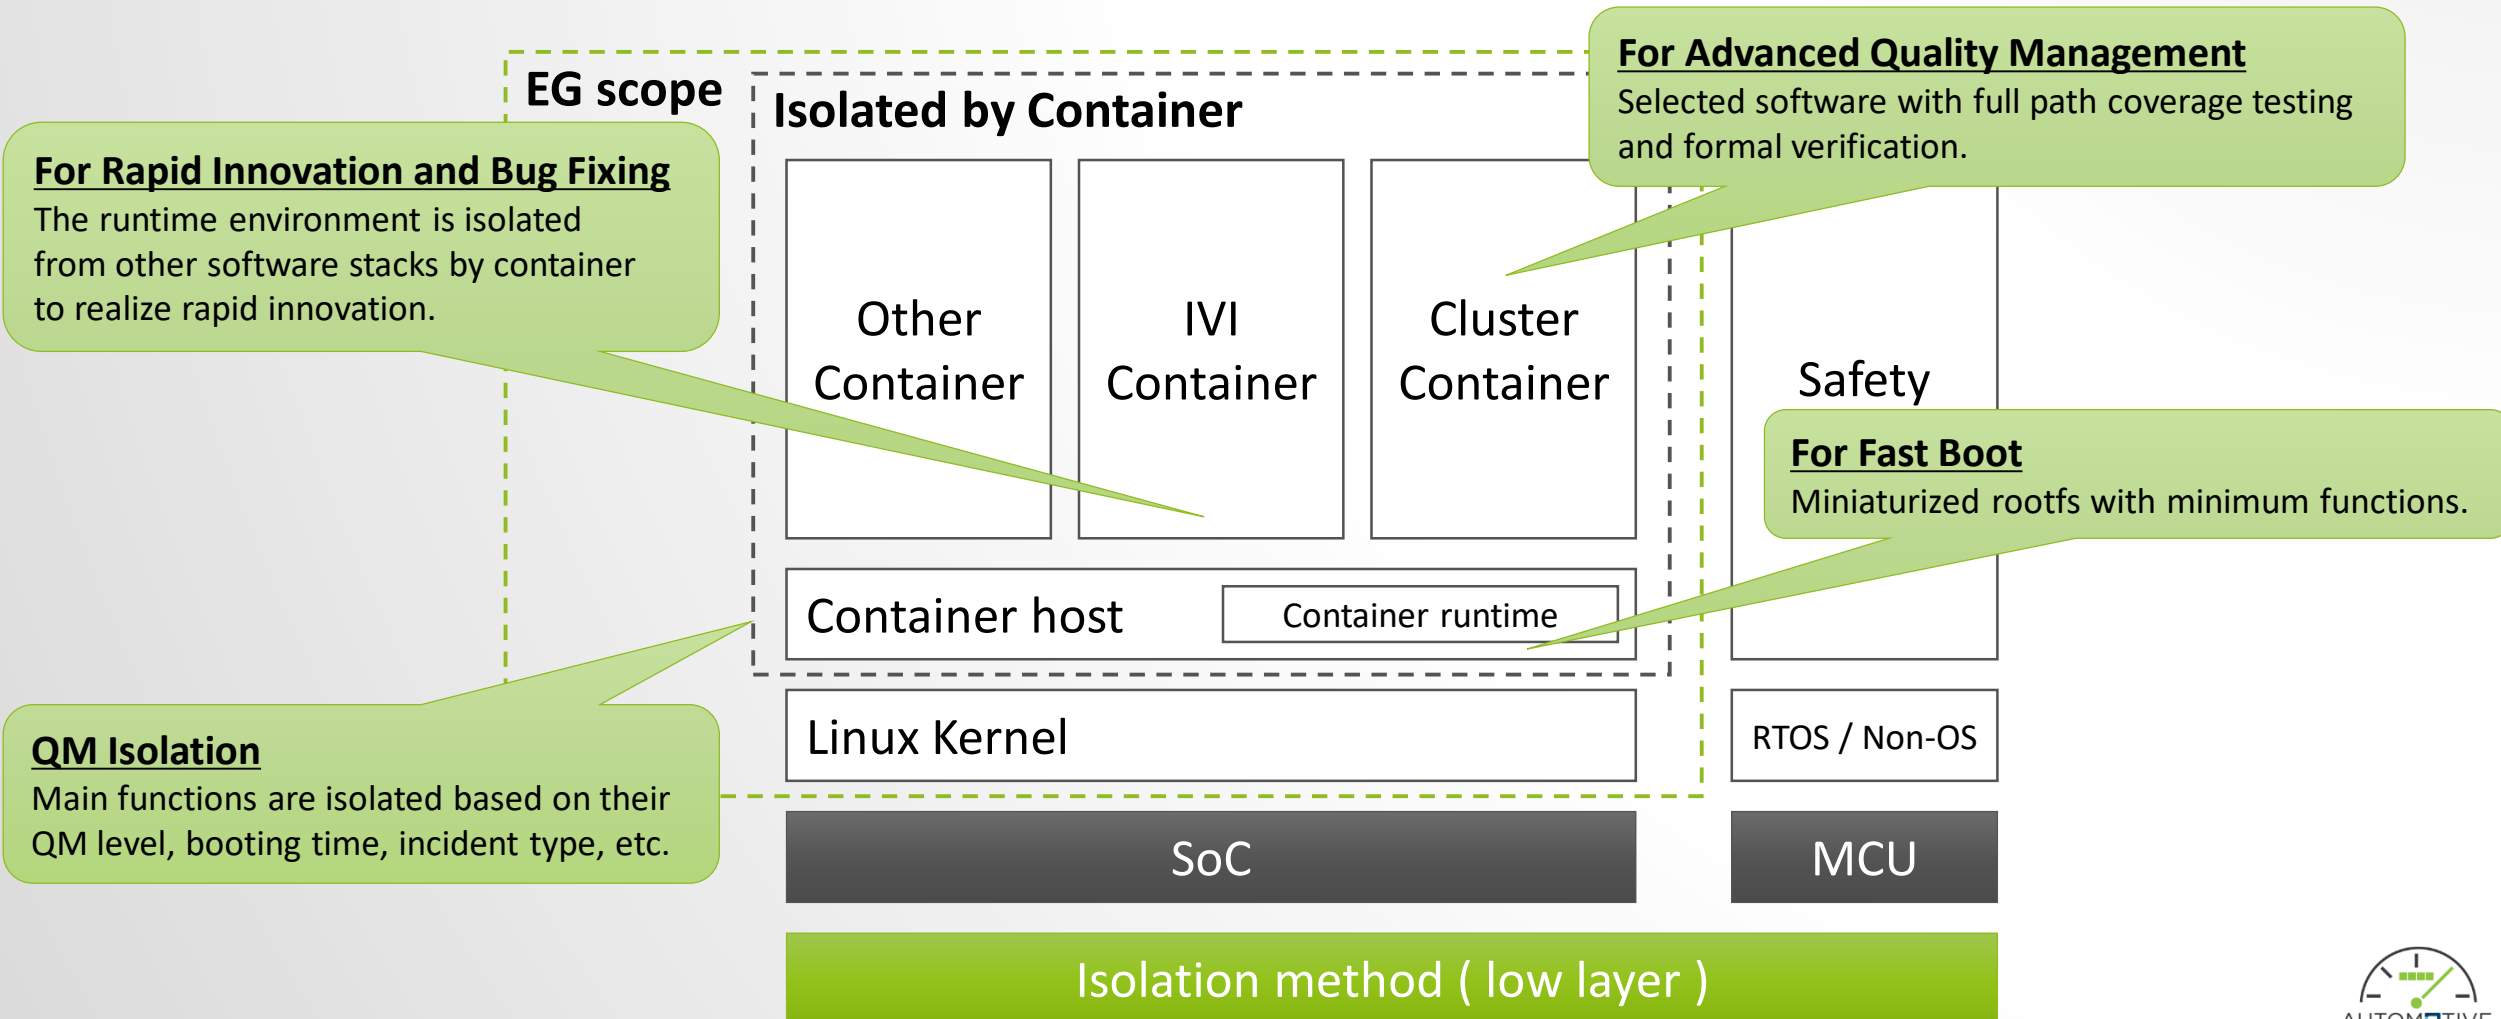 EG scope
Isolated by Container
For Advanced Quality Management
Selected software with full path coverage testing
and formal verification.
For Rapid Innovation and Bug Fixing
The runtime environment is isolated
from other software stacks by container
to realize rapid innovation.
Other
Container
IVI
Container
Cluster
Container
Safety
For Fast Boot
Miniaturized rootfs with minimum functions.
Container host
Container runtime
QM Isolation
Main functions are isolated based on their
QM level, booting time, incident type, etc.
Linux Kernel
RTOS / Non-OS
SoC
MCU
Isolation method ( low layer )
AUTOMOTIVE